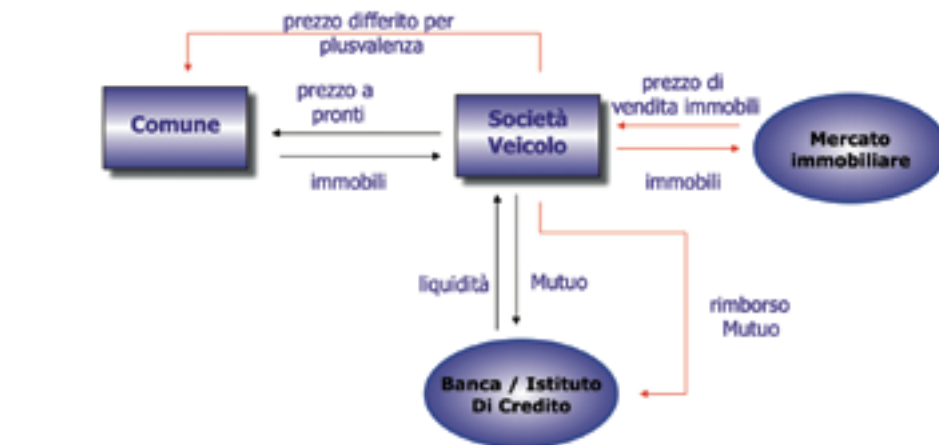 prezzo differito per
plusvalenza
Comune
prezzo a
pronti
immobili
Società
Veicolo
prezzo di
vendita immobili
immobili
Mercato
immobiliare
liquidità
Mutuo
rimborso
Mutuo
Banca / Istituto
Di Credito